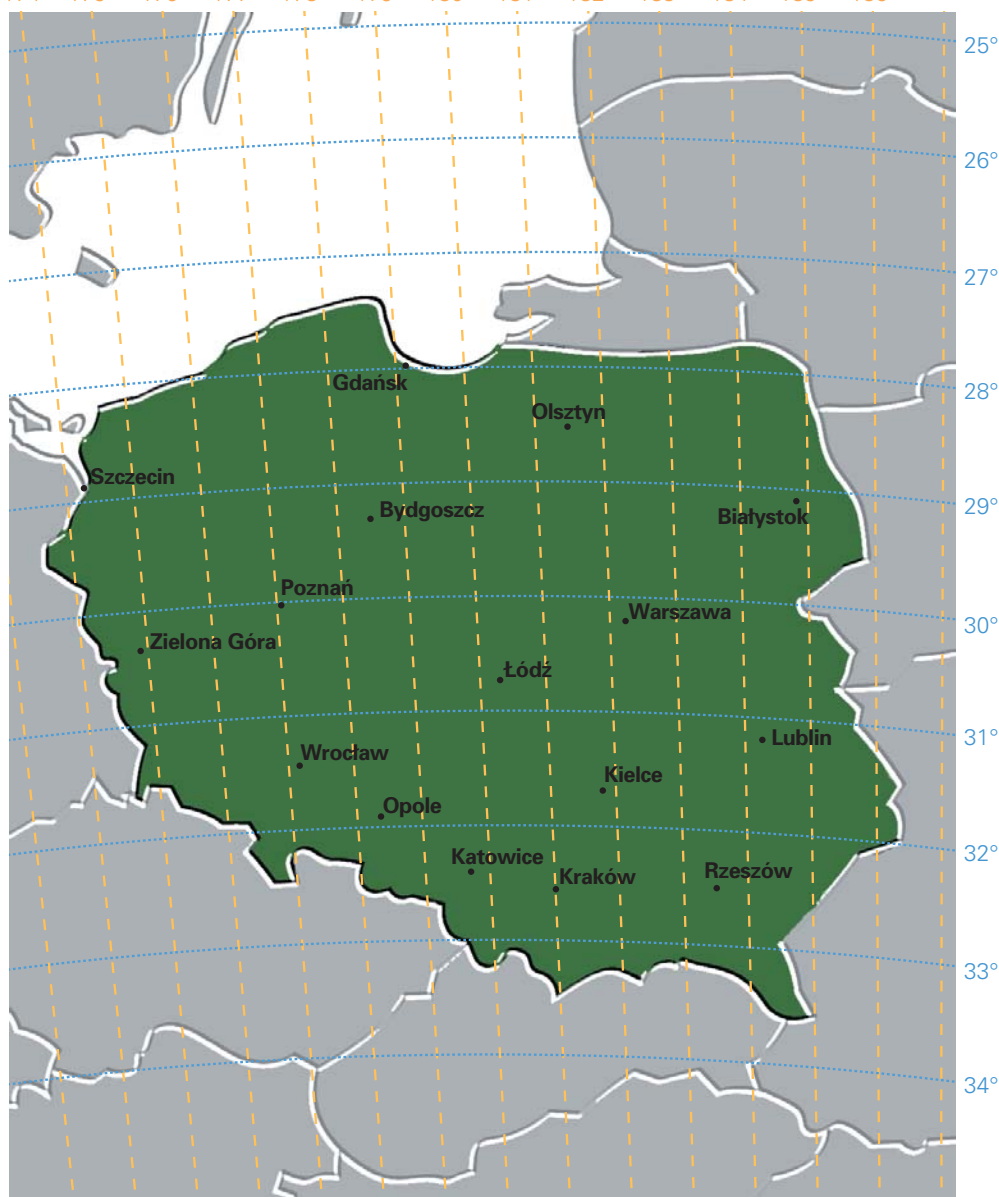 25°
26°
27°
Gdańsk
28°
Olsztyn
Szczecin
Bydgoszcz
29°
Białystok
Poznań
Warszawa
30°
Zielona Góra
Łódź
31°
Lublin
Wrocław
Kielce
Opole
32°
Katowice
Kraków
Rzeszów
33°
34°